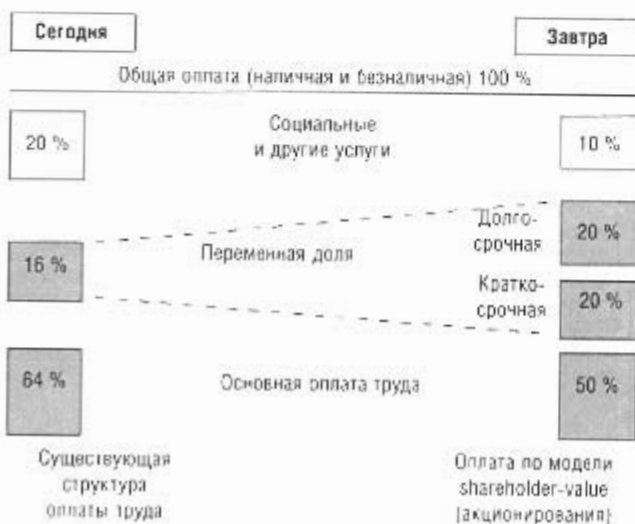 Сегодня
Завтра
Общая оплата (наличная и безналичная) 100 %
20 %
Социальные
и другие услуги
10 %
16 %
Переменная доля
Долго-
срочная
20 %
Кратко-
срочная
20 %
64 %
Основная оплата труда
50 %
Существующая
структура
оплаты труда
Оплата по модели
shareholder-value
(акционирования)